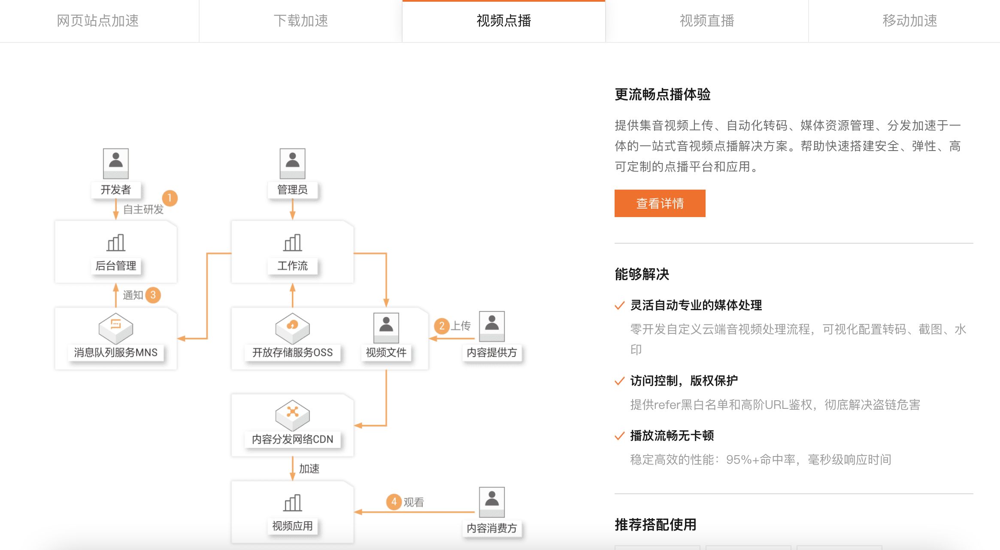 网页站点加速
下载加速
视频点播
视频直播
移动加速
开发者
管理员
1
自主研发
后台管理
工作流
通知
3
消息队列服务MNS
开放存储服务OSS
视频文件
2
上传
内容提供方
内容分发网络CDN
加速
视频应用
4
观看
内容消费方
更流畅点播体验
提供集音视频上传、自动化转码、媒体资源管理、分发加速于一
体的一站式音视频点播解决方案。帮助快速搭建安全、弹性、高
可定制的点播平台和应用。
查看详情
能够解决
灵活自动专业的媒体处理
零开发自定义云端音视频处理流程，可视化配置转码、截图、水
印
访问控制，版权保护
提供refer黑白名单和高阶URL鉴权，彻底解决盗链危害
播放流畅无卡顿
稳定高效的性能：95%+命中率，毫秒级响应时间
推荐搭配使用